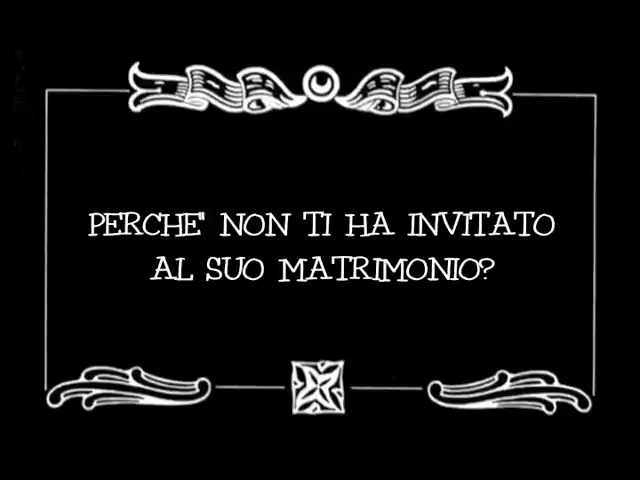 PERCHE' NON TI HA INVITATO
AL SUO MATRIMONIO?